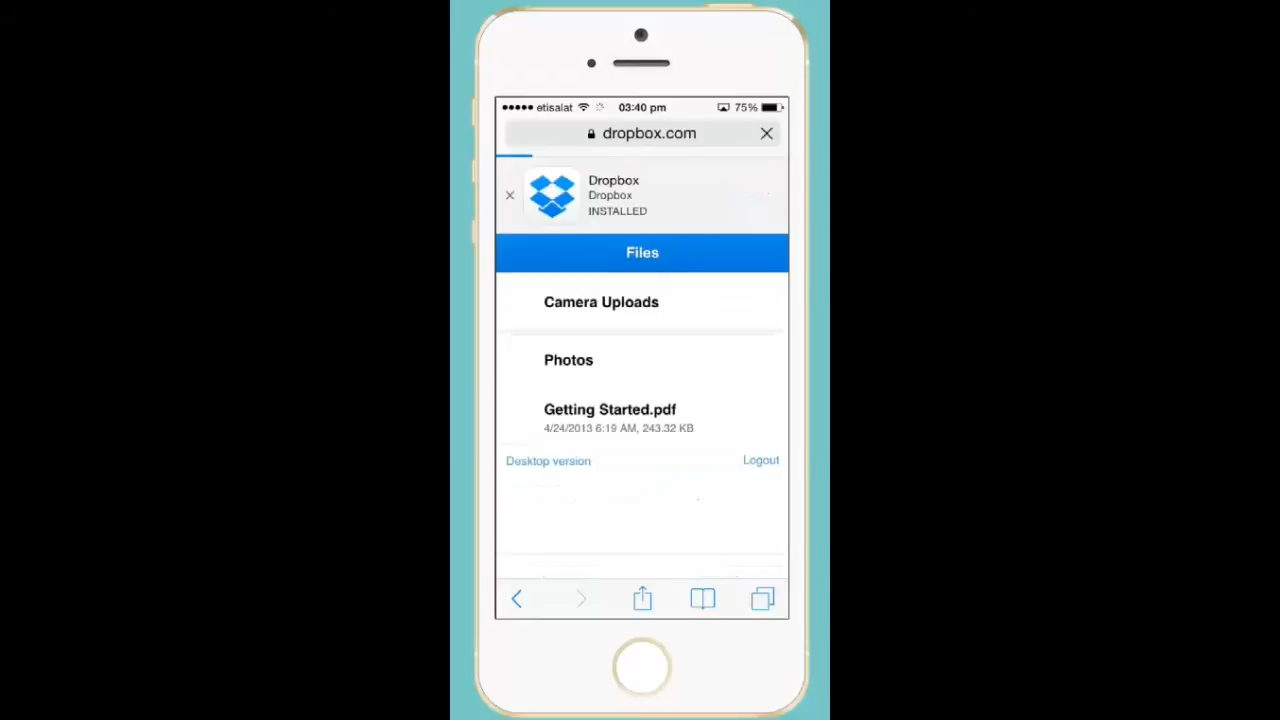 etisalat 03:40 pm 75%
dropbox.com
Dropbox
Dropbox
INSTALLED
Files
Camera Uploads
Photos
Getting Started.pdf
4/24/2013 6:19 AM, 243.32 KB
Desktop version Logout